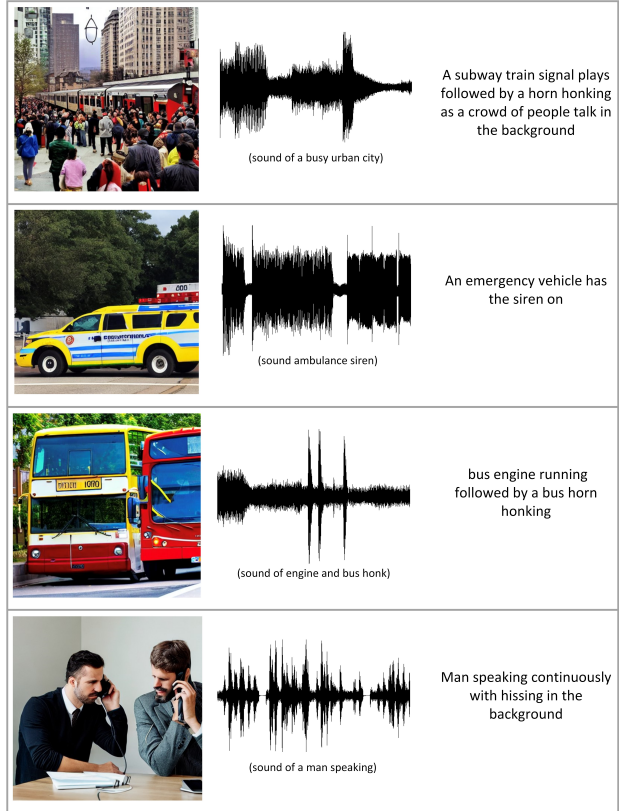 A subway train signal plays
followed by a horn honking
as a crowd of people talk in
the background
(sound of a busy urban city)
An emergency vehicle has
the siren on
(sound ambulance siren)
bus engine running
followed by a bus horn
honking
(sound of engine and bus honk)
Man speaking continuously
with hissing in the
background
(sound of a man speaking)